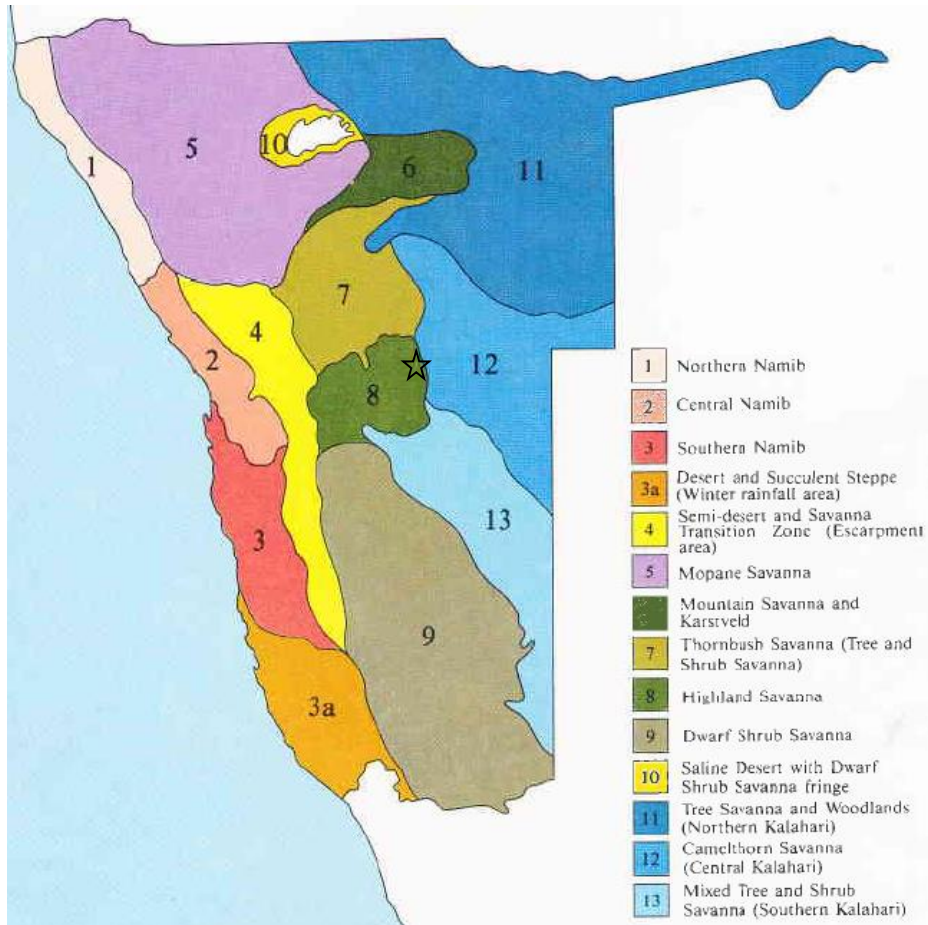 1
5
10
6
11
7
4
2
12
8
13
3
9
3a
1 Northern Namib
2 Central Namib
3 Southern Namib
3a Desert and Succulent Steppe
(Winter rainfall area)
4 Semi-desert and Savanna
Transition Zone (Escarpment
area)
5 Mopane Savanna
Mountain Savanna and
Karstveld
7 Thornbush Savanna (Tree and
Shrub Savanna)
8 Highland Savanna
9 Dwarf Shrub Savanna
10 Saline Desert with Dwarf
Shrub Savanna fringe
11 Tree Savanna and Woodlands
(Northern Kalahari)
12 Camelthorn Savanna
(Central Kalahari)
13 Mixed Tree and Shrub
Savanna (Southern Kalahari)